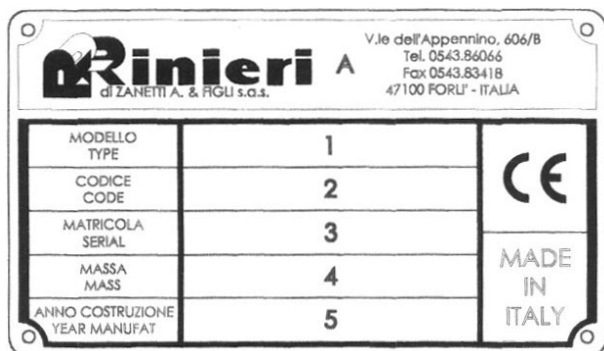 Rinieri
di ZANETTI A. & FIGLI s.a.s.
A
V.le dell'Appennino, 606/B
Tel. 0543.86066
Fax 0543.83418
47100 FORLI' - ITALIA
MODELLO
TYPE
1
CODICE
CODE
2
MATRICOLA
SERIAL
3
MASSA
MASS
4
ANNO COSTRUZIONE
YEAR MANUFAT
5
CE
MADE
IN
ITALY